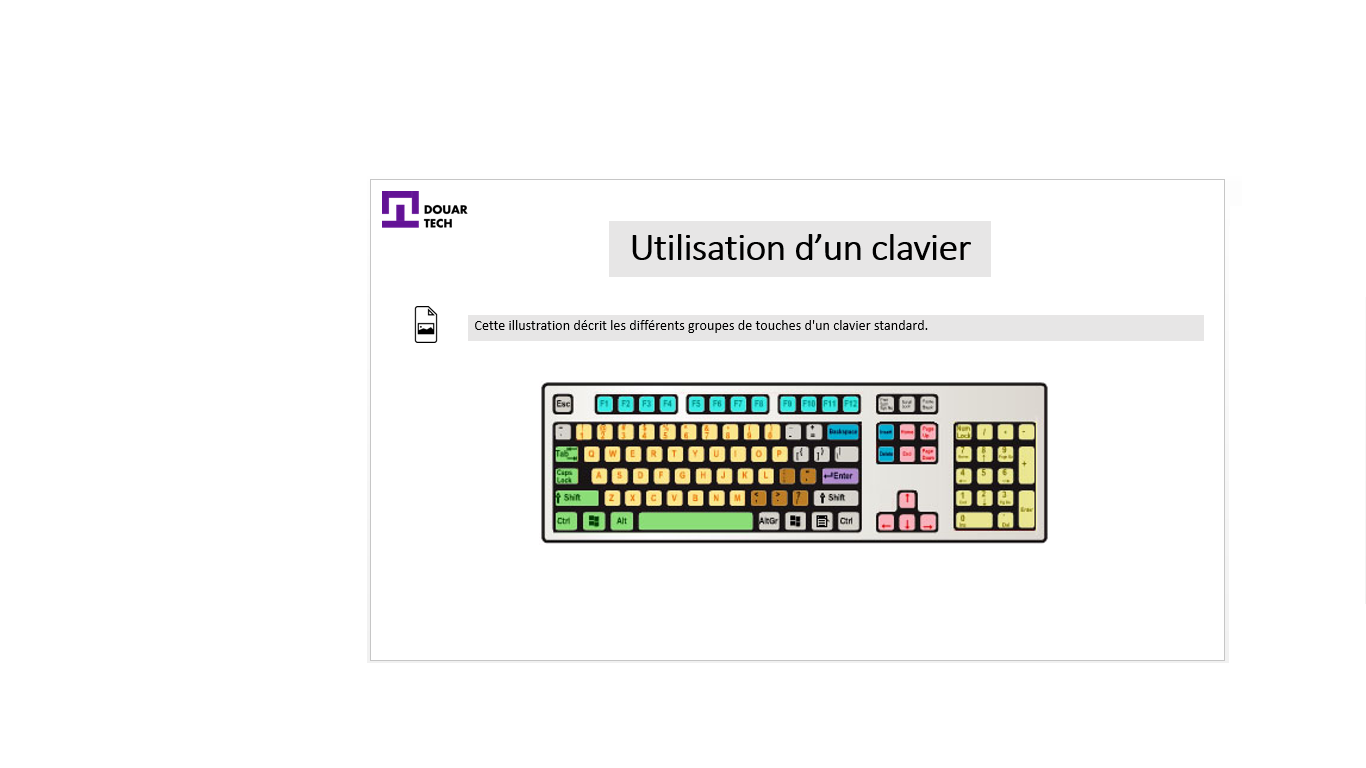 DOUAR
TECH
Utilisation d’un clavier
Cette illustration décrit les différents groupes de touches d'un clavier standard.
Esc F1 F2 F3 F4 F5 F6 F7 F8 F9 F10 F11 F12
Backspace Insert Home Page Up Num Lock / -
Tab Q W E R T Y U I O P Delete End Page Down 7 8 9 +
Caps Lock A S D F G H J K L Enter 4 5 6
Shift Z X C V B N M Shift ↑ 1 2 3 Enter
Ctrl Alt AltGr Ctrl ← ↓ → 0